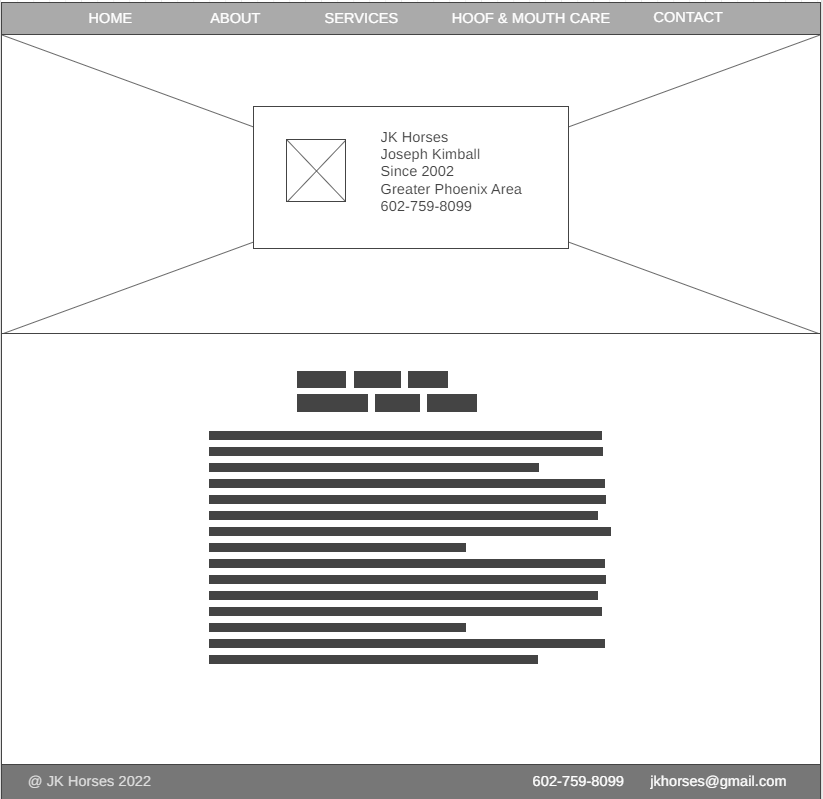 HOME ABOUT SERVICES HOOF & MOUTH CARE CONTACT
JK Horses
Joseph Kimball
Since 2002
Greater Phoenix Area
602-759-8099
@ JK Horses 2022 602-759-8099 jkhorses@gmail.com